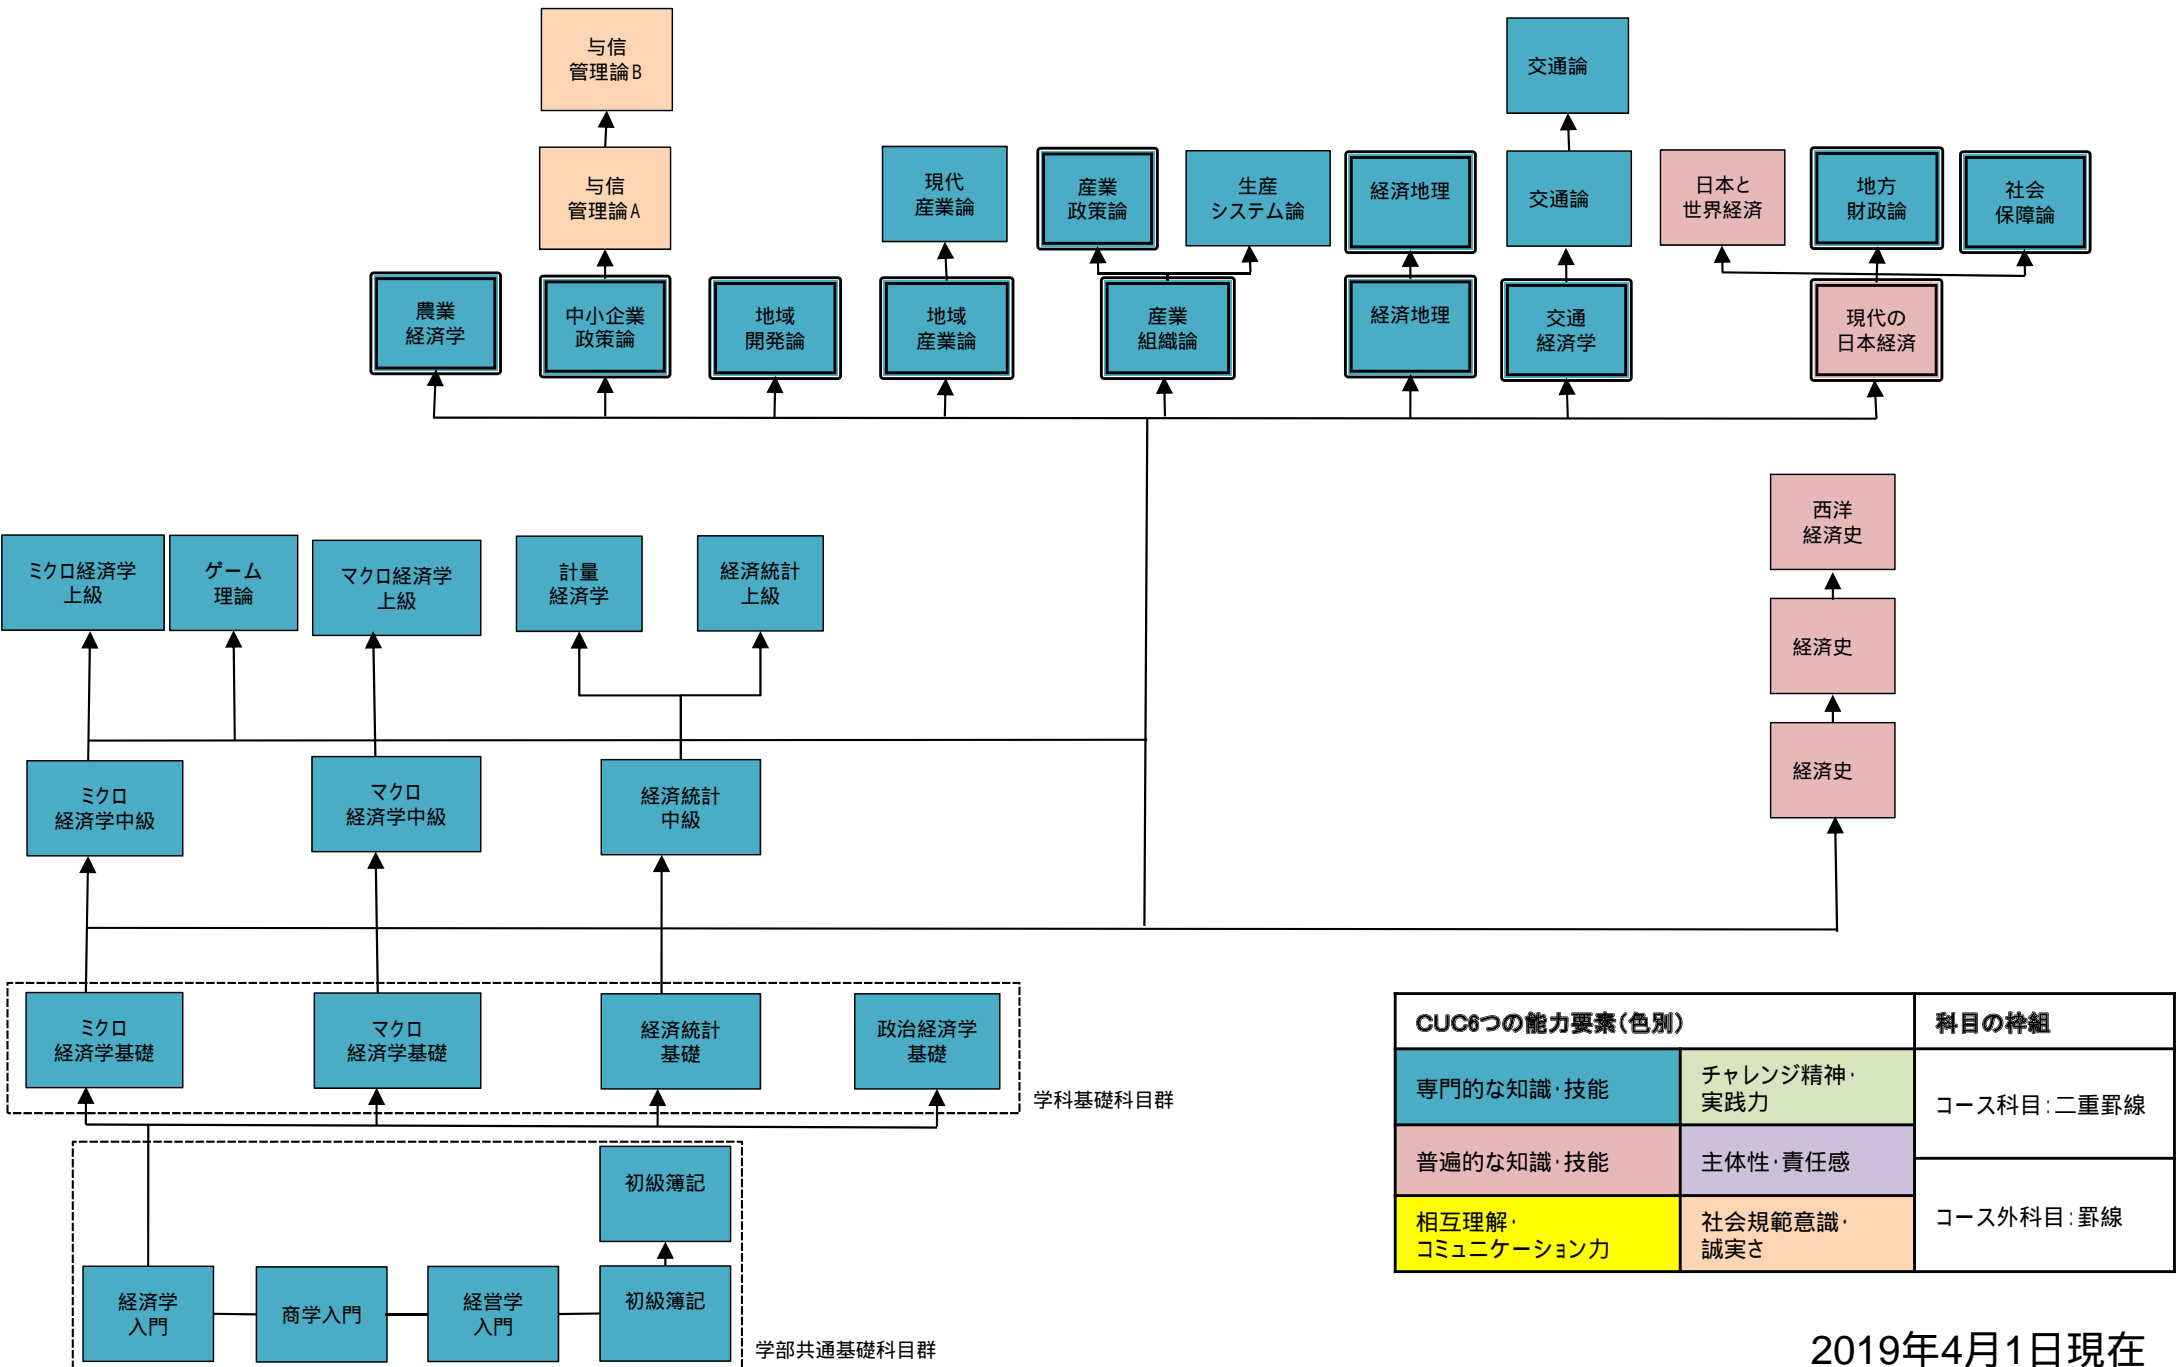 与信
管理論B
交通論
与信
管理論A
現代
産業論
産業
政策論
生産
システム論
経済地理
交通論
日本と
世界経済
地方
財政論
社会
保障論
農業
経済学
中小企業
政策論
地域
開発論
地域
産業論
産業
組織論
経済地理
交通
経済学
現代の
日本経済
西洋
経済史
ミクロ経済学
上級
ゲーム
理論
マクロ経済学
上級
計量
経済学
経済統計
上級
経済史
ミクロ
経済学中級
マクロ
経済学中級
経済統計
中級
経済史
ミクロ
経済学基礎
マクロ
経済学基礎
経済統計
基礎
政治経済学
基礎
学科基礎科目群
初級簿記
経済学
入門
商学入門
経営学
入門
初級簿記
学部共通基礎科目群
CUC6つの能力要素(色別)
科目の枠組
専門的な知識・技能
チャレンジ精神・
実践力
コース科目:二重罫線
普遍的な知識・技能
主体性・責任感
相互理解・
コミュニケーション力
社会規範意識・
誠実さ
コース外科目:罫線
2019年4月1日現在